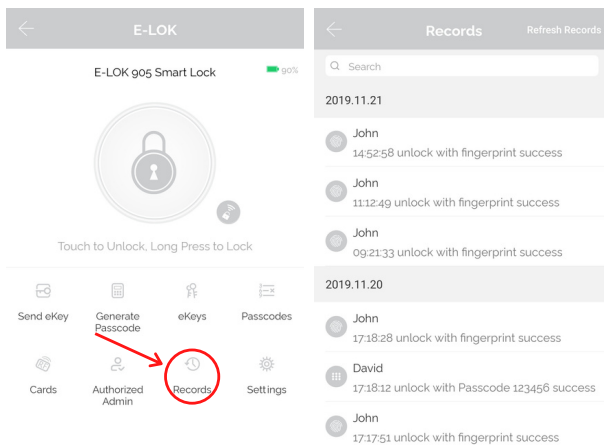 E-LOK
E-LOK 905 Smart Lock
90%
Touch to Unlock, Long Press to Lock
Send eKey
Generate
Passcode
eKeys
Passcodes
Cards
Authorized
Admin
Records
Settings
Records
Refresh Records
Search
2019.11.21
John
14:52:58 unlock with fingerprint success
John
11:12:49 unlock with fingerprint success
John
09:21:33 unlock with fingerprint success
2019.11.20
John
17:18:28 unlock with fingerprint success
David
17:18:12 unlock with Passcode 123456 success
John
17:17:51 unlock with fingerprint success